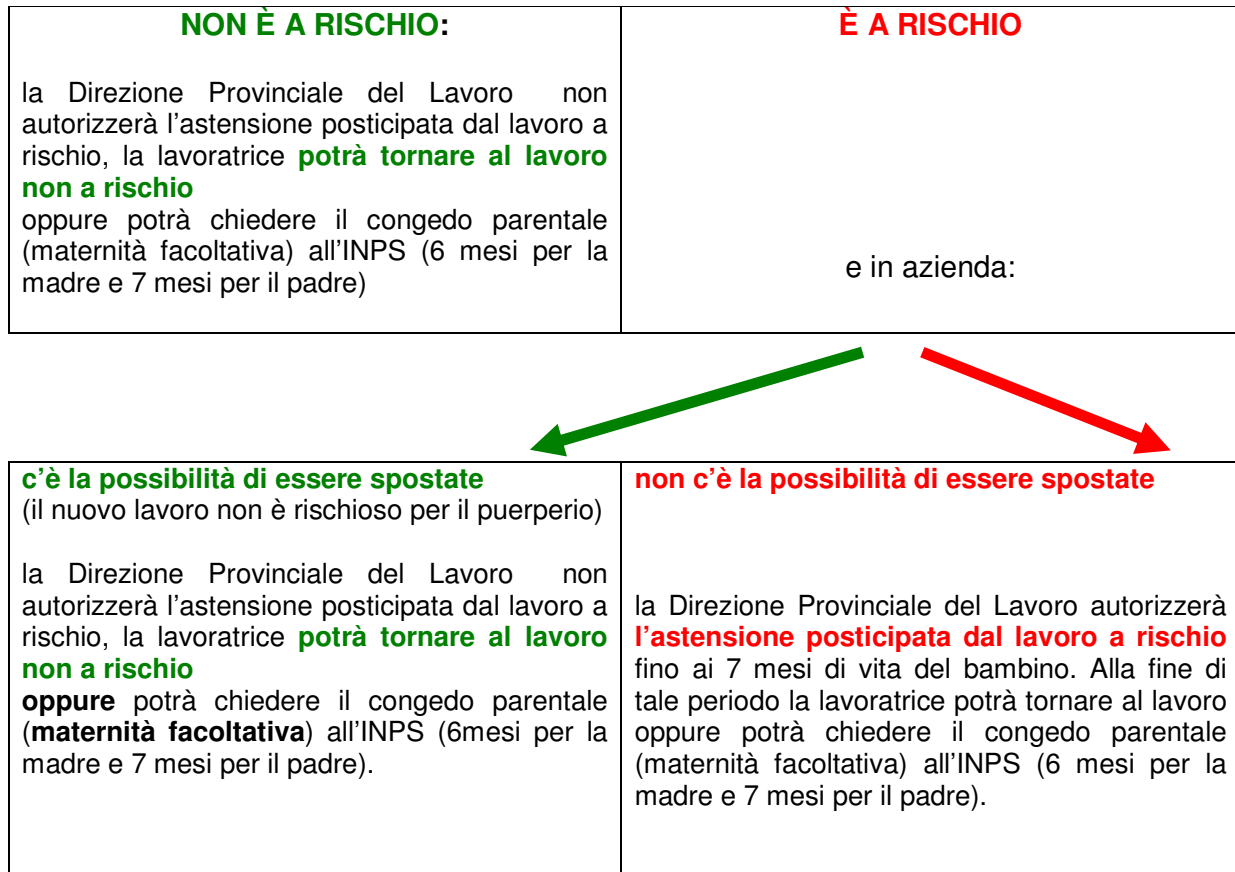 NON È A RISCHIO:
la Direzione Provinciale del Lavoro non
autorizzerà l'astensione posticipata dal lavoro a
rischio, la lavoratrice potrà tornare al lavoro
non a rischio
oppure potrà chiedere il congedo parentale
(maternità facoltativa) all'INPS (6 mesi per la
madre e 7 mesi per il padre)
È A RISCHIO
e in azienda:
c'è la possibilità di essere spostate
(il nuovo lavoro non è rischioso per il puerperio)
la Direzione Provinciale del Lavoro non
autorizzerà l'astensione posticipata dal lavoro a
rischio, la lavoratrice potrà tornare al lavoro
non a rischio
oppure potrà chiedere il congedo parentale
(maternità facoltativa) all'INPS (6mesi per la
madre e 7 mesi per il padre).
non c'è la possibilità di essere spostate
la Direzione Provinciale del Lavoro autorizzerà
l'astensione posticipata dal lavoro a rischio
fino ai 7 mesi di vita del bambino. Alla fine di
tale periodo la lavoratrice potrà tornare al lavoro
oppure potrà chiedere il congedo parentale
(maternità facoltativa) all'INPS (6 mesi per la
madre e 7 mesi per il padre).